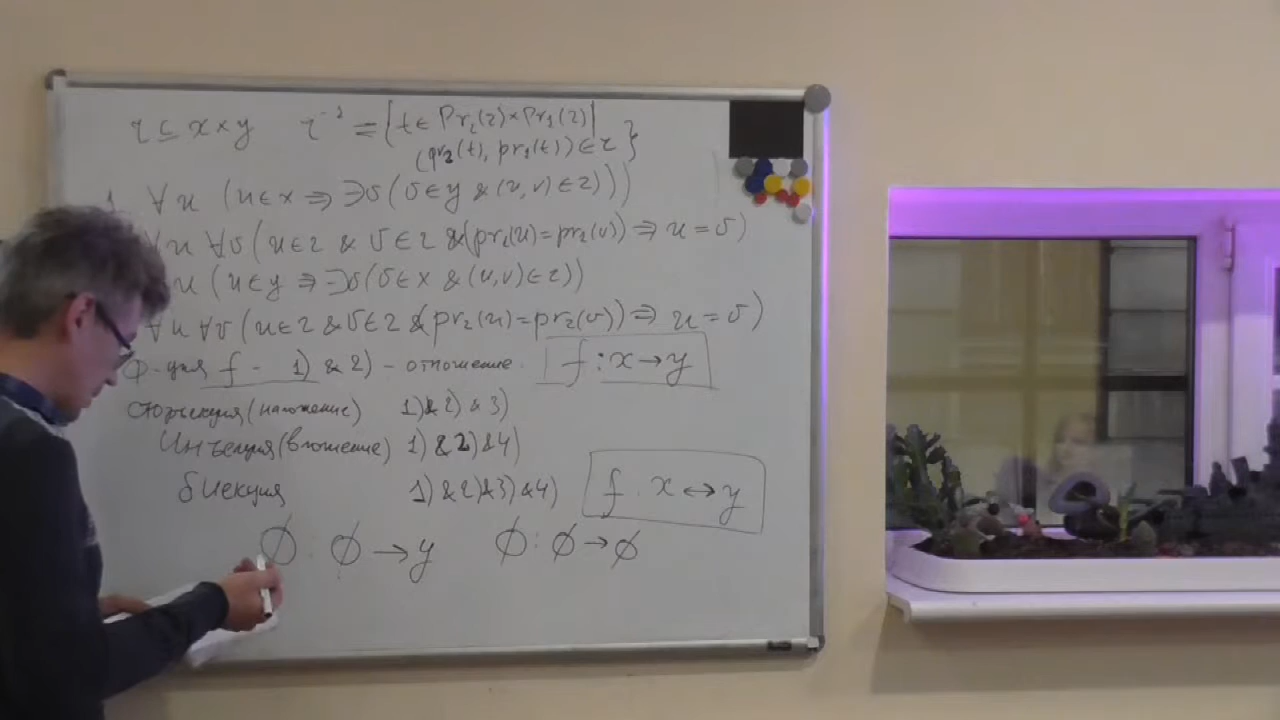 r ⊆ x × y   r⁻¹ = {t ∈ Pr₂(r) × Pr₁(r) |
(pr₂(t), pr₁(t)) ∈ r}
∀u (u∈x ⇒ ∃v(v∈y & (u,v)∈r))
∀u ∀v (u∈r & v∈r & (pr₁(u)=pr₁(v)) ⇒ u=v)
u (u∈y ⇒ ∃v(v∈x & (u,v)∈r))
∀u ∀v (u∈r & v∈r & (pr₂(u)=pr₂(v)) ⇒ u=v)
Ф-ция f - 1) & 2) - отношение. f : x → y
Сюръекция (наложение) 1) & 2) & 3)
Инъекция (вложение) 1) & 2) & 4)
биекция 1) & 2) & 3) & 4) f : x ↔ y
∅ : ∅ → y   ∅ : ∅ → ∅